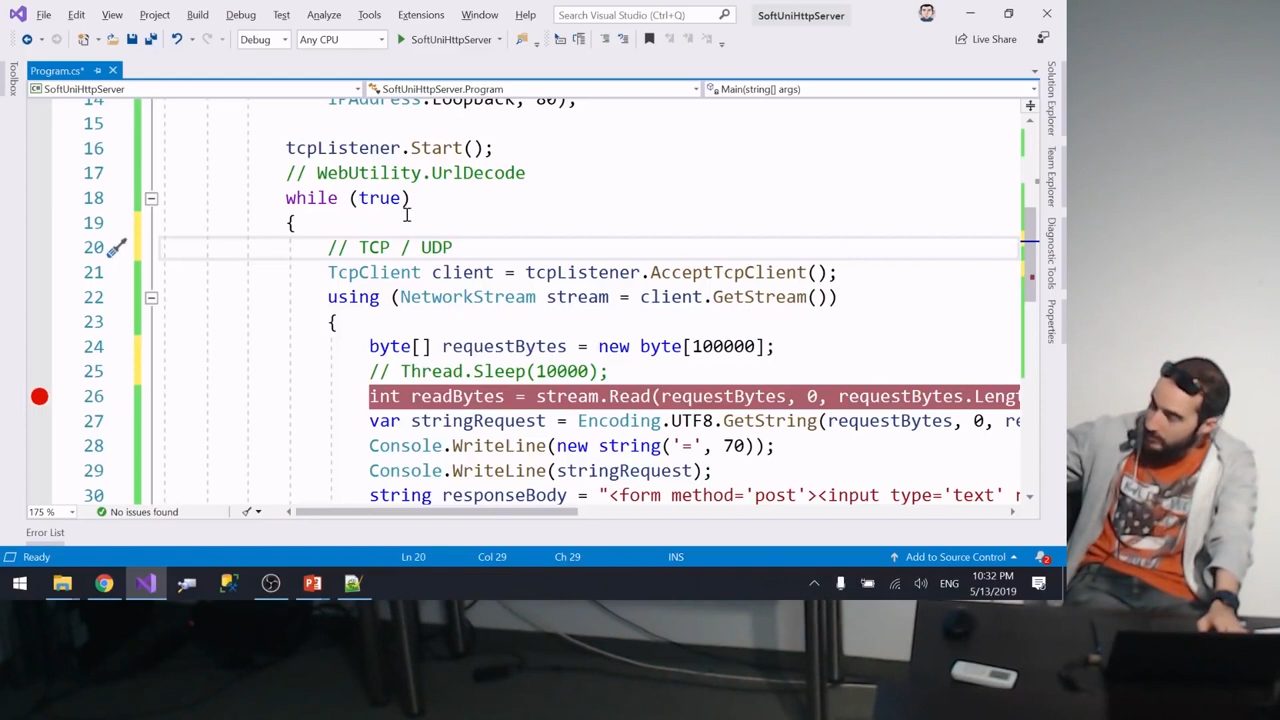 File Edit View Project Build Debug Test Analyze Tools Extensions Window Help Search Visual Studio (Ctrl+Q) SoftUniHttpServer
Debug Any CPU SoftUniHttpServer Live Share
Program.cs*
SoftUniHttpServer SoftUniHttpServer.Program Main(string[] args)
Toolbox
Solution Explorer
Team Explorer
Diagnostic Tools
Properties
14 IPAddress.Loopback, 80);
15
16 tcpListener.Start();
17 // WebUtility.UrlDecode
18 while (true)
19 {
20 // TCP / UDP
21 TcpClient client = tcpListener.AcceptTcpClient();
22 using (NetworkStream stream = client.GetStream())
23 {
24 byte[] requestBytes = new byte[100000];
25 // Thread.Sleep(10000);
26 int readBytes = stream.Read(requestBytes, 0, requestBytes.Lengt
27 var stringRequest = Encoding.UTF8.GetString(requestBytes, 0, re
28 Console.WriteLine(new string('=', 70));
29 Console.WriteLine(stringRequest);
30 string responseBody = "<form method='post'><input type='text' n
175 % No issues found
Error List
Ready Ln 20 Col 29 Ch 29 INS Add to Source Control 2
ENG 10:32 PM
5/13/2019